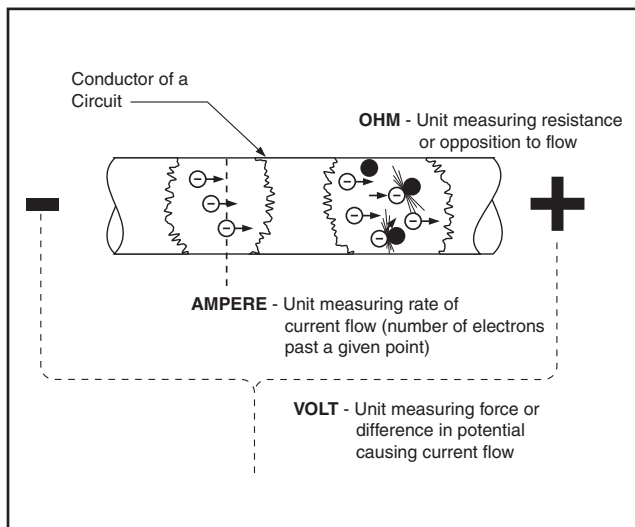 Conductor of a
Circuit
OHM - Unit measuring resistance
or opposition to flow
AMPERE - Unit measuring rate of
current flow (number of electrons
past a given point)
VOLT - Unit measuring force or
difference in potential
causing current flow